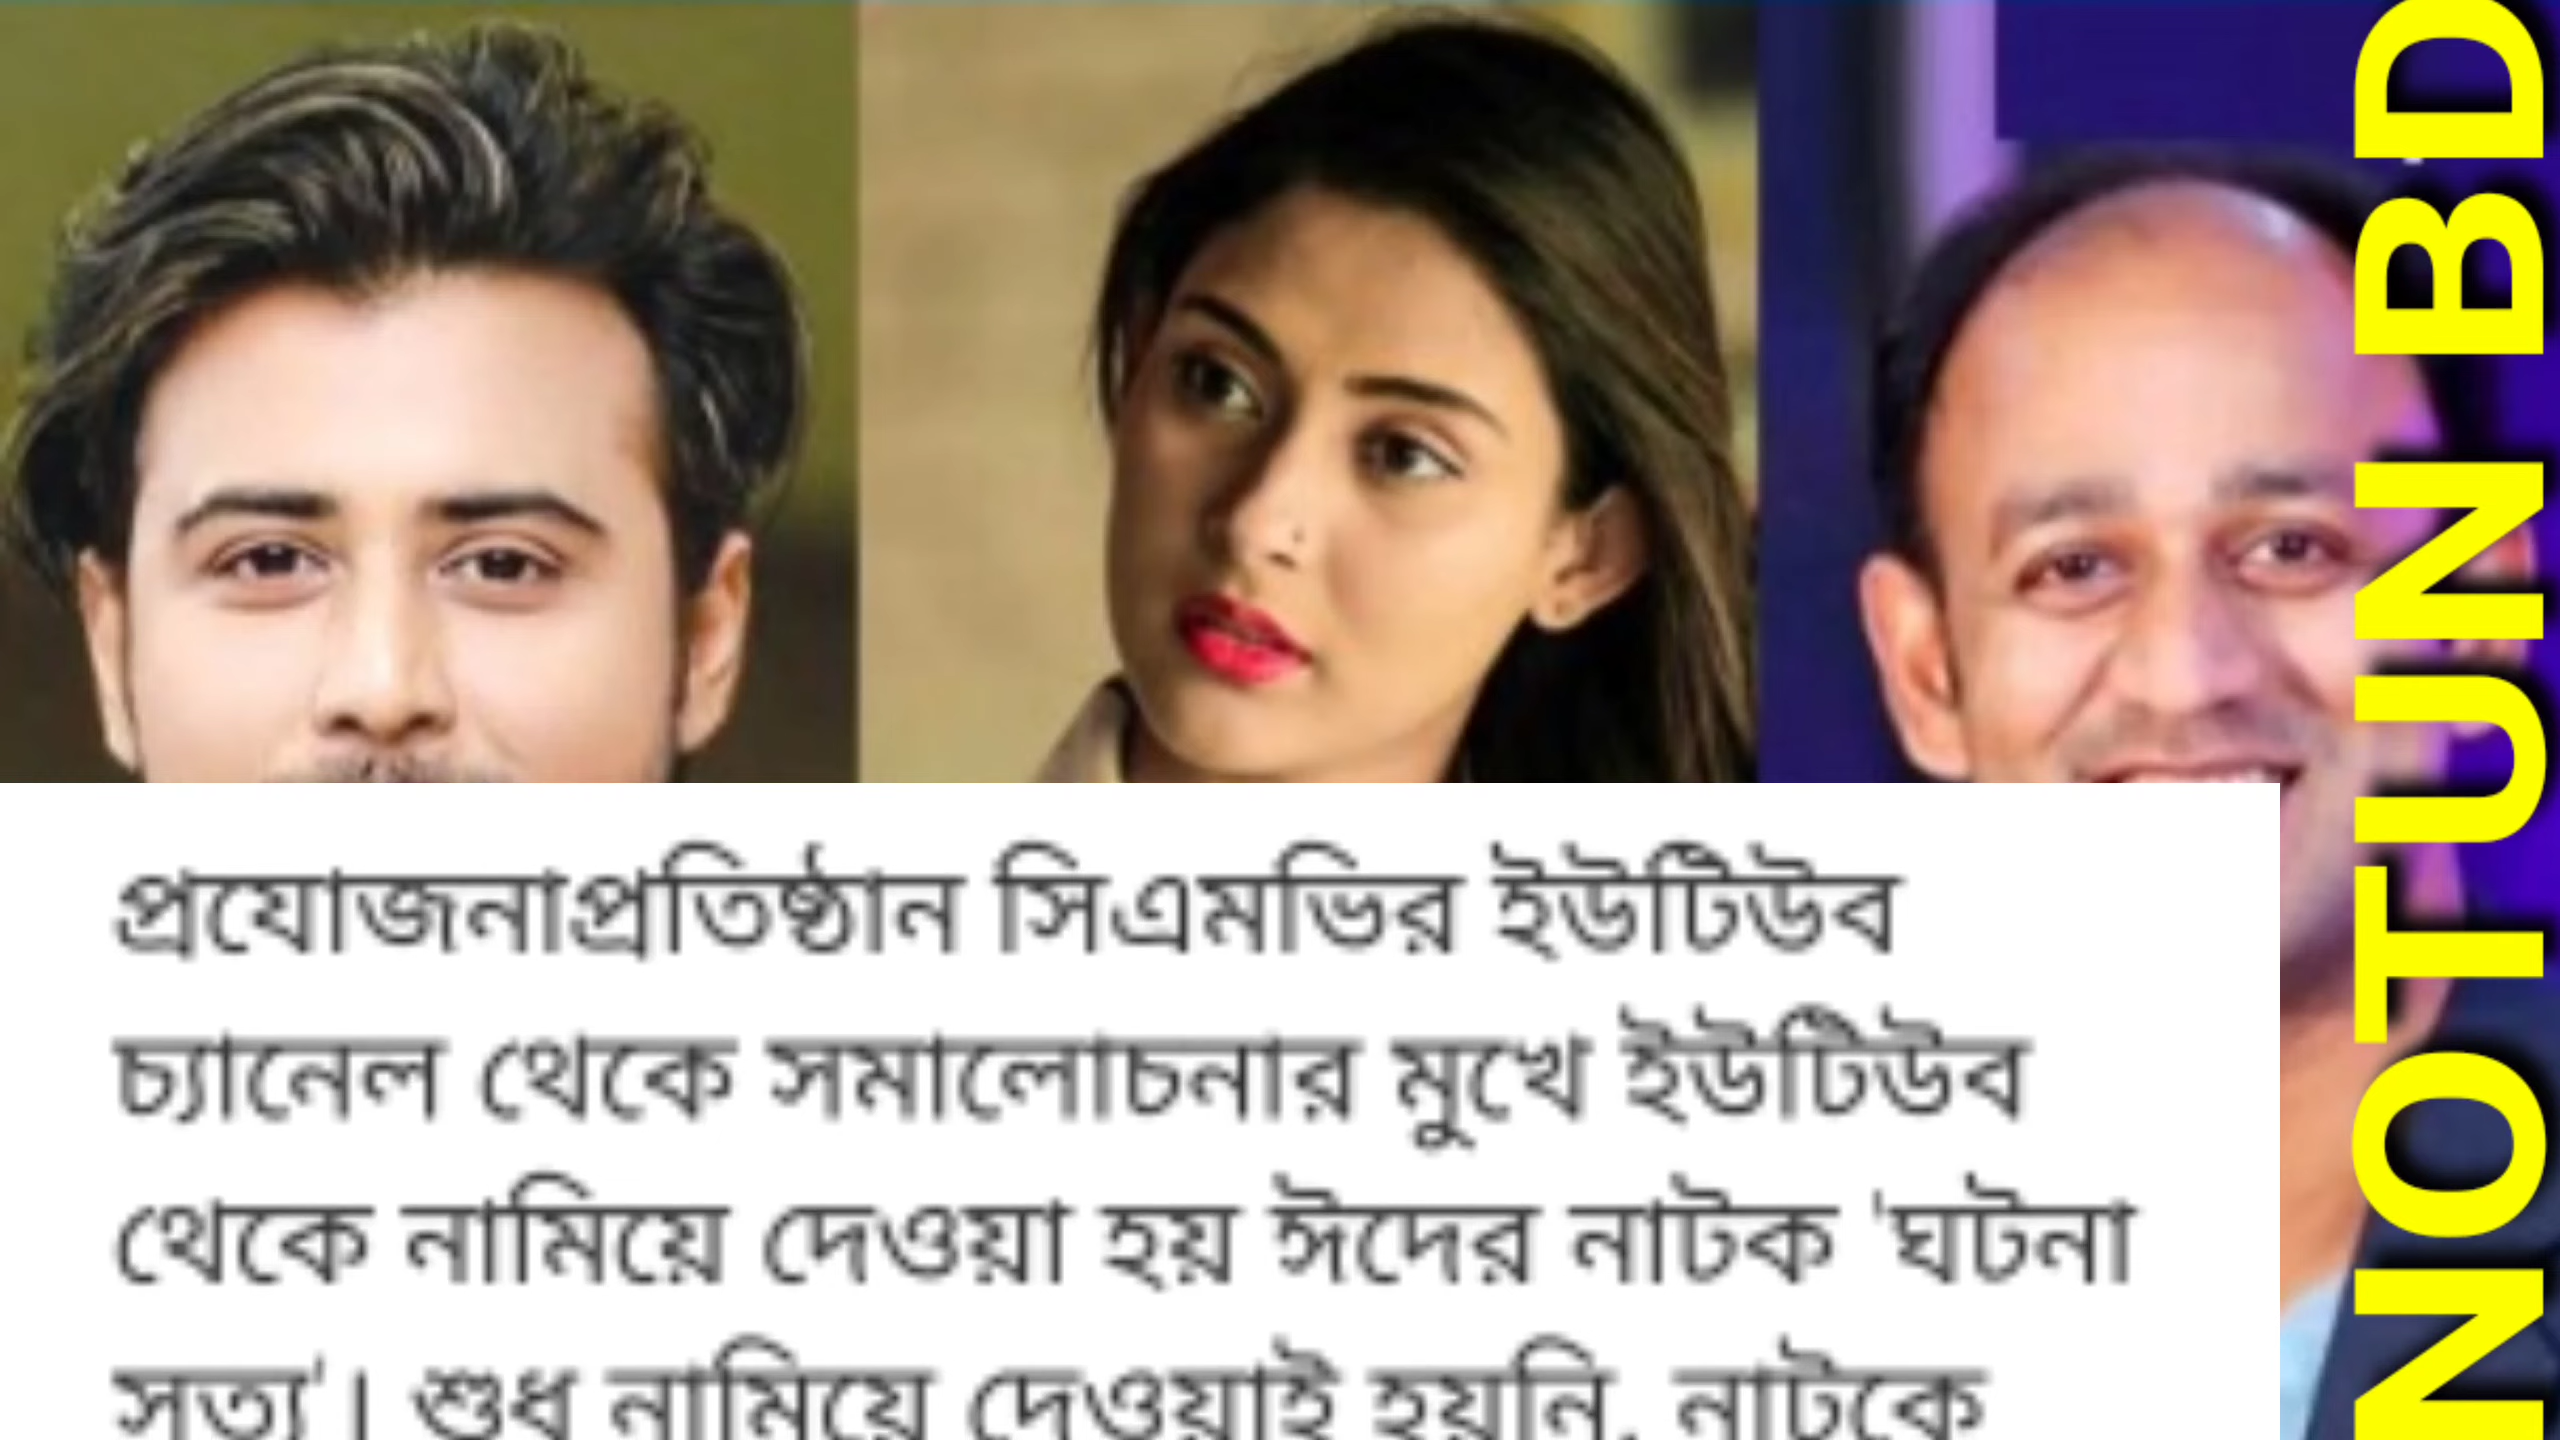 প্রযোজনাপ্রতিষ্ঠান সিএমভির ইউটিউব
চ্যানেল থেকে সমালোচনার মুখে ইউটিউব
থেকে নামিয়ে দেওয়া হয় ঈদের নাটক 'ঘটনা
সত্য'। শুধু নামিয়ে দেওয়াই হয়নি, নাটকে
NOTUN BD